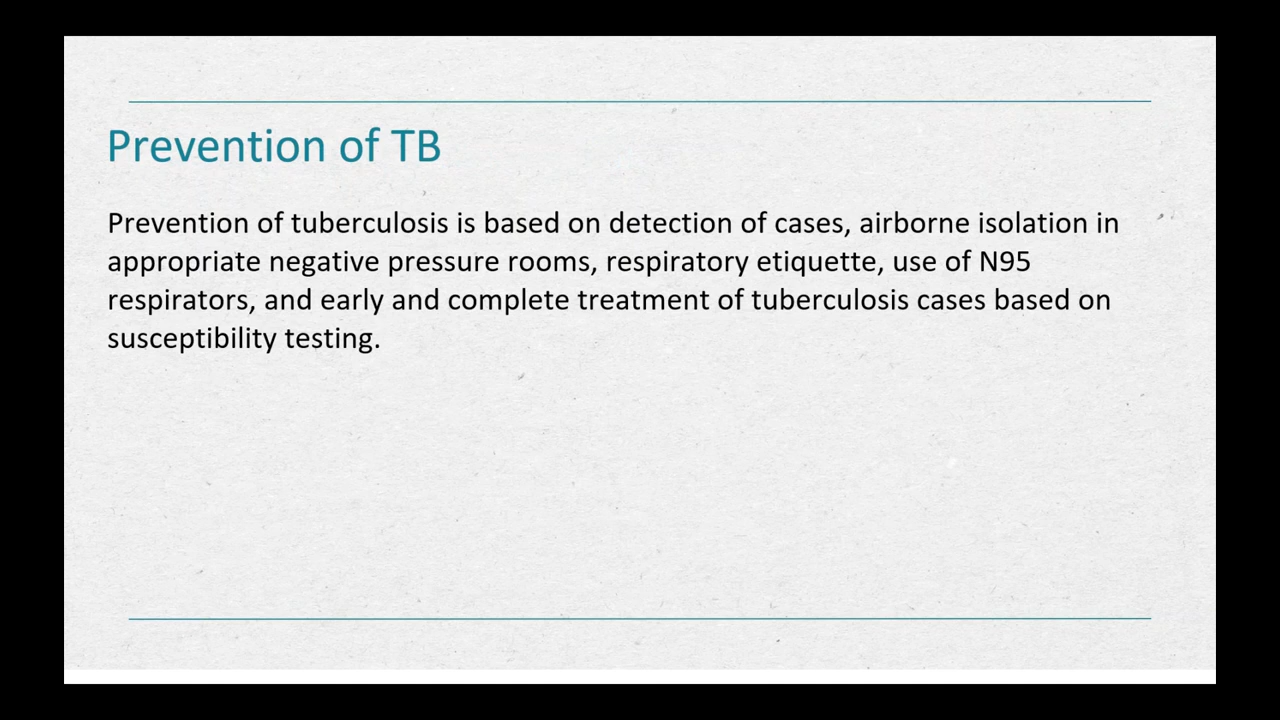 Prevention of TB
Prevention of tuberculosis is based on detection of cases, airborne isolation in
appropriate negative pressure rooms, respiratory etiquette, use of N95
respirators, and early and complete treatment of tuberculosis cases based on
susceptibility testing.